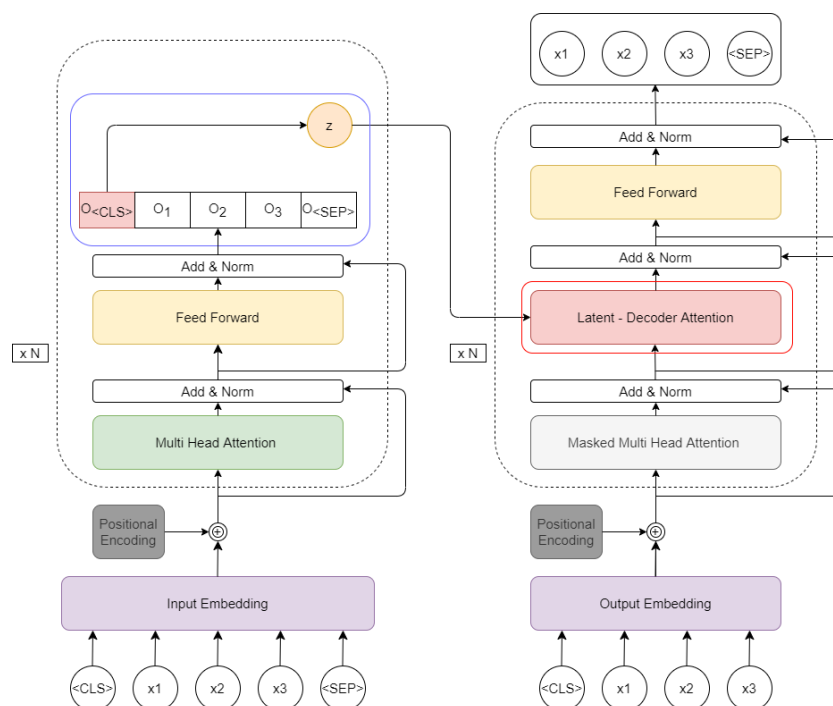 x1 x2 x3 <SEP>
Add & Norm
z
Feed Forward
O<CLS> O1 O2 O3 O<SEP>
Add & Norm
Add & Norm
Feed Forward
Latent - Decoder Attention
x N
x N
Add & Norm
Add & Norm
Multi Head Attention
Masked Multi Head Attention
Positional
Encoding
Positional
Encoding
Input Embedding
Output Embedding
<CLS> x1 x2 x3 <SEP>
<CLS> x1 x2 x3